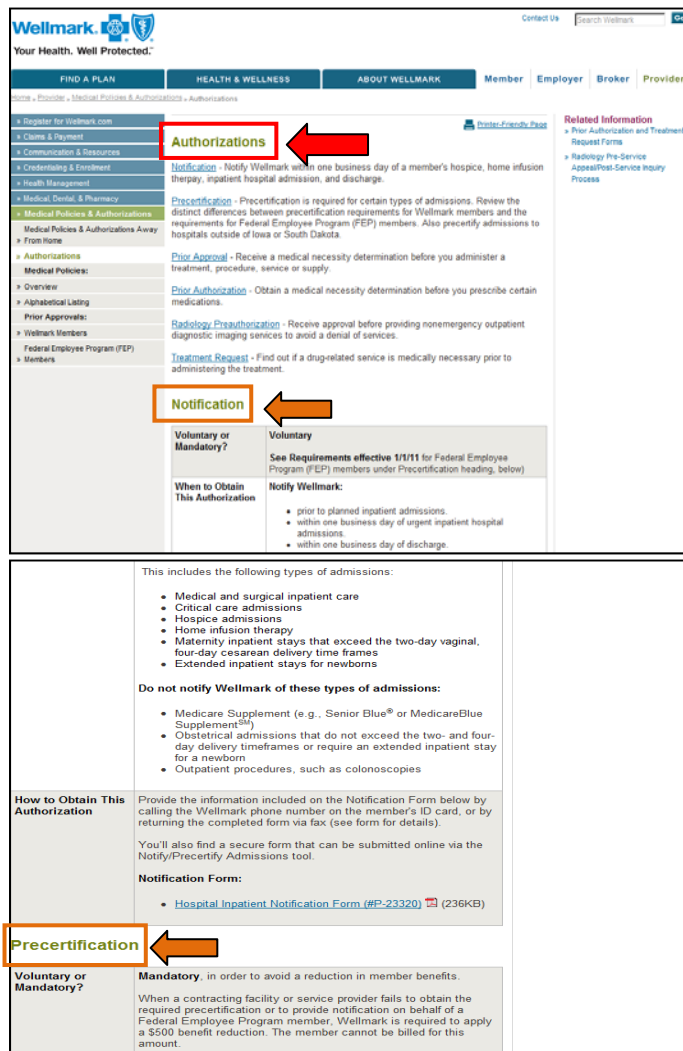 Wellmark.
Your Health. Well Protected.
Contact Us
Search Wellmark
Go
FIND A PLAN
HEALTH & WELLNESS
ABOUT WELLMARK
Member Employer Broker Provider
Home » Provider » Medical Policies & Authorizations » Authorizations
» Register for Wellmark.com
» Claims & Payment
» Communication & Resources
» Credentialing & Enrollment
» Health Management
» Medical, Dental, & Pharmacy
» Medical Policies & Authorizations
Medical Policies & Authorizations Away
» From Home
» Authorizations
Medical Policies:
» Overview
» Alphabetical Listing
Prior Approvals:
» Wellmark Members
Federal Employee Program (FEP)
» Members
Printer-Friendly Page
Authorizations
Notification - Notify Wellmark within one business day of a member's hospice, home infusion
therpay, inpatient hospital admission, and discharge.
Precertification - Precertification is required for certain types of admissions. Review the
distinct differences between precertification requirements for Wellmark members and the
requirements for Federal Employee Program (FEP) members. Also precertify admissions to
hospitals outside of Iowa or South Dakota.
Prior Approval - Receive a medical necessity determination before you administer a
treatment, procedure, service or supply.
Prior Authorization - Obtain a medical necessity determination before you prescribe certain
medications.
Radiology Preauthorization - Receive approval before providing nonemergency outpatient
diagnostic imaging services to avoid a denial of services.
Treatment Request - Find out if a drug-related service is medically necessary prior to
administering the treatment.
Related Information
» Prior Authorization and Treatment
Request Forms
» Radiology Pre-Service
Appeal/Post-Service Inquiry
Process
Notification
Voluntary or
Mandatory?
Voluntary
See Requirements effective 1/1/11 for Federal Employee
Program (FEP) members under Precertification heading, below)
When to Obtain
This Authorization
Notify Wellmark:
• prior to planned inpatient admissions.
• within one business day of urgent inpatient hospital
admissions.
• within one business day of discharge.
This includes the following types of admissions:
• Medical and surgical inpatient care
• Critical care admissions
• Hospice admissions
• Home infusion therapy
• Maternity inpatient stays that exceed the two-day vaginal,
four-day cesarean delivery time frames
• Extended inpatient stays for newborns
Do not notify Wellmark of these types of admissions:
• Medicare Supplement (e.g., Senior Blue® or MedicareBlue
Supplement℠)
• Obstetrical admissions that do not exceed the two- and four-
day delivery timeframes or require an extended inpatient stay
for a newborn
• Outpatient procedures, such as colonoscopies
How to Obtain This
Authorization
Provide the information included on the Notification Form below by
calling the Wellmark phone number on the member's ID card, or by
returning the completed form via fax (see form for details).
You'll also find a secure form that can be submitted online via the
Notify/Precertify Admissions tool.
Notification Form:
• Hospital Inpatient Notification Form (#P-23320) (236KB)
Precertification
Voluntary or
Mandatory?
Mandatory, in order to avoid a reduction in member benefits.
When a contracting facility or service provider fails to obtain the
required precertification or to provide notification on behalf of a
Federal Employee Program member, Wellmark is required to apply
a $500 benefit reduction. The member cannot be billed for this
amount.